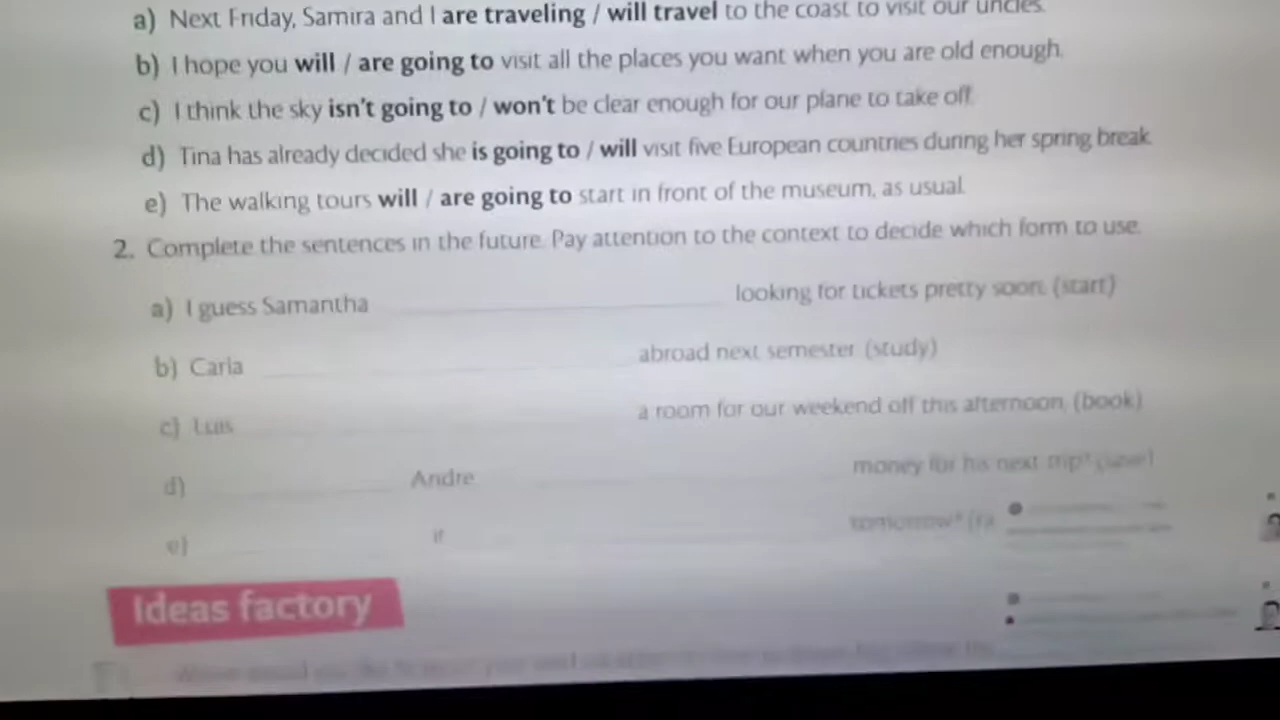 a) Next Friday, Samira and I are traveling / will travel to the coast to visit our uncles.
b) I hope you will / are going to visit all the places you want when you are old enough.
c) I think the sky isn't going to / won't be clear enough for our plane to take off.
d) Tina has already decided she is going to / will visit five European countries during her spring break.
e) The walking tours will / are going to start in front of the museum, as usual.
2. Complete the sentences in the future. Pay attention to the context to decide which form to use.
a) I guess Samantha looking for tickets pretty soon. (start)
b) Carla abroad next semester. (study)
c) Luis a room for our weekend off this afternoon. (book)
d) Andre money for his next trip? (save)
e) it tomorrow?
Ideas factory